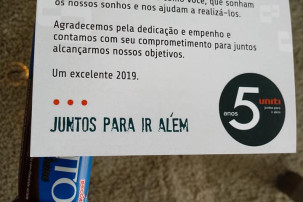 os nossos sonhos e nos ajudam a realizá-los.
Agradecemos pela dedicação e empenho e
contamos com seu comprometimento para juntos
alcançarmos nossos objetivos.
Um excelente 2019.
JUNTOS PARA IR ALÉM
5
anos
uniti